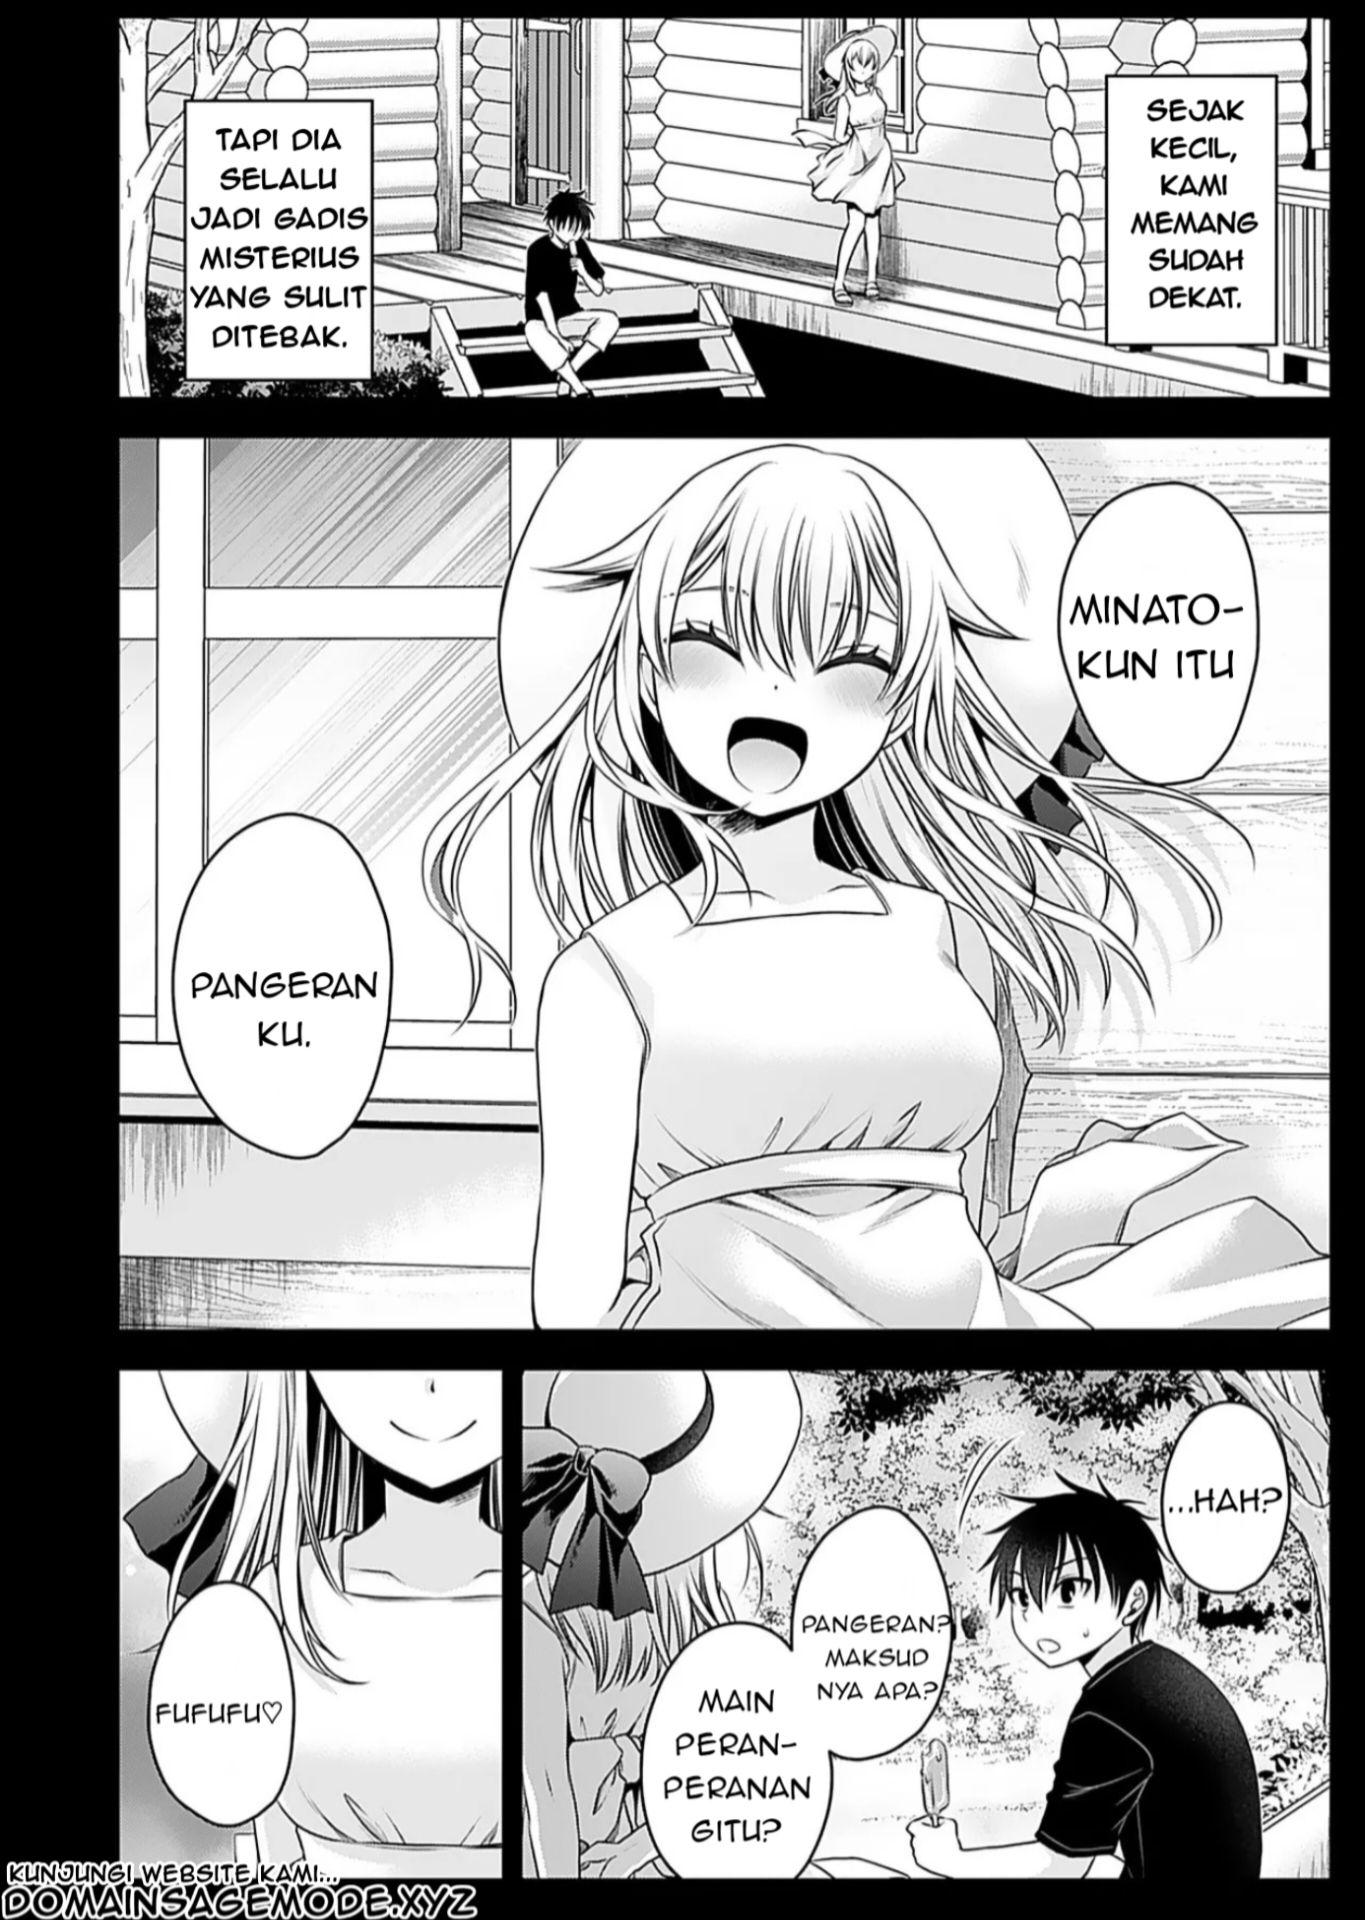 SEJAK
KECIL,
KAMI
MEMANG
SUDAH
DEKAT.
TAPI DIA
SELALU
JADI GADIS
MISTERIUS
YANG SULIT
DITEBAK.
MINATO-
KUN ITU
PANGERAN
KU.
...HAH?
PANGERAN?
MAKSUD
NYA APA?
MAIN
PERAN-
PERANAN
GITU?
FUFUFU♡
KUNJUNGI WEBSITE KAMI...
DOMAINSAGEMODE.XYZ